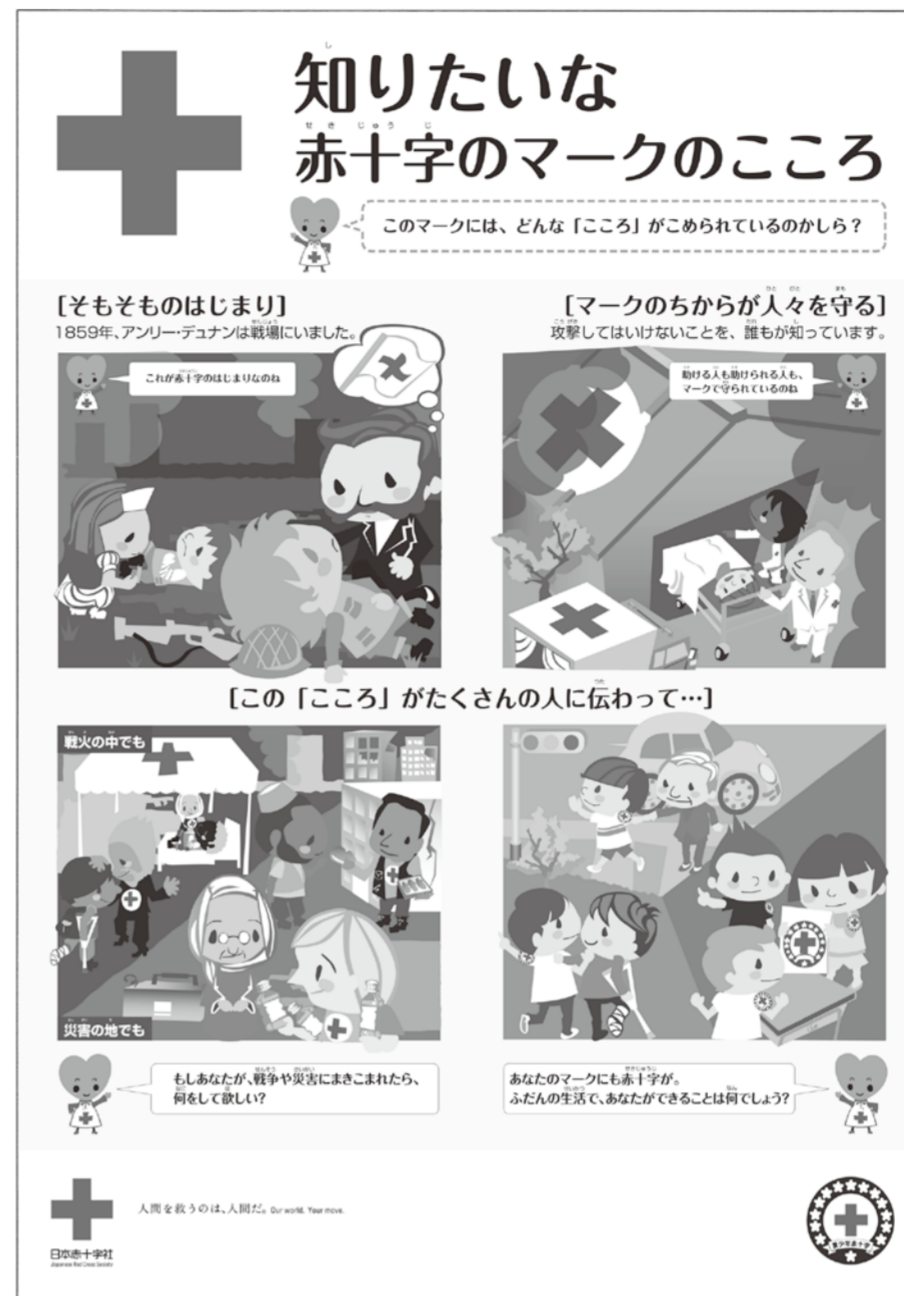 知りたいな
赤十字のマークのこころ
このマークには、どんな「こころ」がこめられているのかしら？
[そもそものはじまり]
1859年、アンリー・デュナンは戦場にいました。
これが赤十字のはじまりなのね
[マークのちからが人々を守る]
攻撃してはいけないことを、誰もが知っています。
助ける人も助けられる人も、
マークで守られているのね
[この「こころ」がたくさんの人に伝わって…]
戦火の中でも
災害の地でも
もしあなたが、戦争や災害にまきこまれたら、
何をして欲しい？
あなたのマークにも赤十字が。
ふだんの生活で、あなたができることは何でしょう？
人間を救うのは、人間だ。 Our world. Your move.
日本赤十字社
Japanese Red Cross Society
青少年赤十字